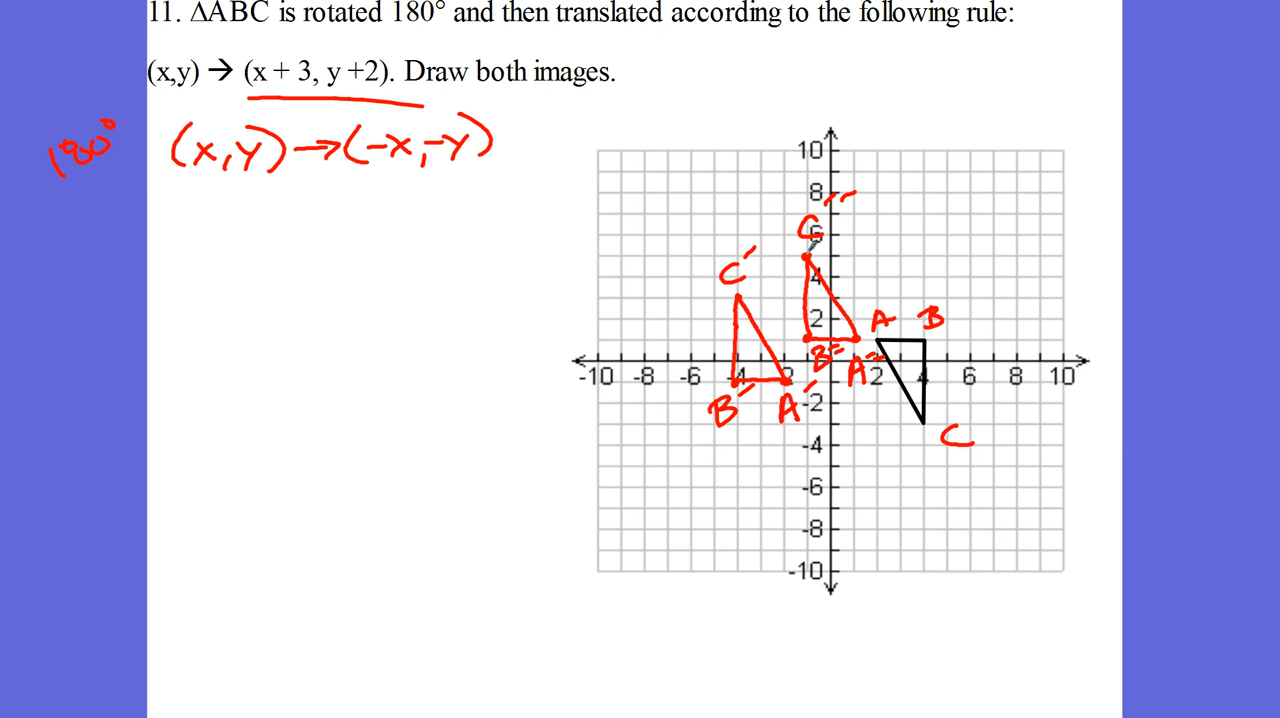 11. ΔABC is rotated 180° and then translated according to the following rule:
(x,y) → (x + 3, y +2). Draw both images.
180° (x,y)→(-x,-y)
10
8
C''
6
C'
4
2
A B
B'' A''
-10 -8 -6 -4 2 2 4 6 8 10
B' A' -2
C
-4
-6
-8
-10